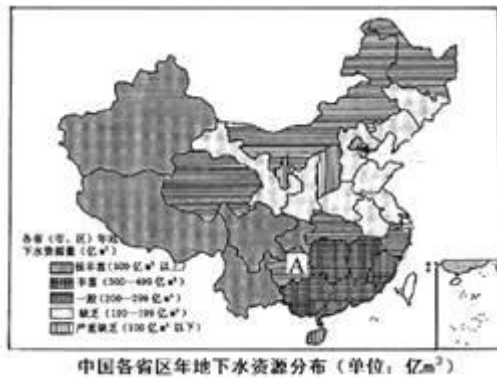 各省（市、区）年地
下水资源量（亿m³）
极丰富（500亿m³以上）
丰富（300—499亿m³）
一般（200—299亿m³）
缺乏（100—199亿m³）
严重缺乏（100亿m³以下）
A
中国各省区年地下水资源分布（单位：亿m³）